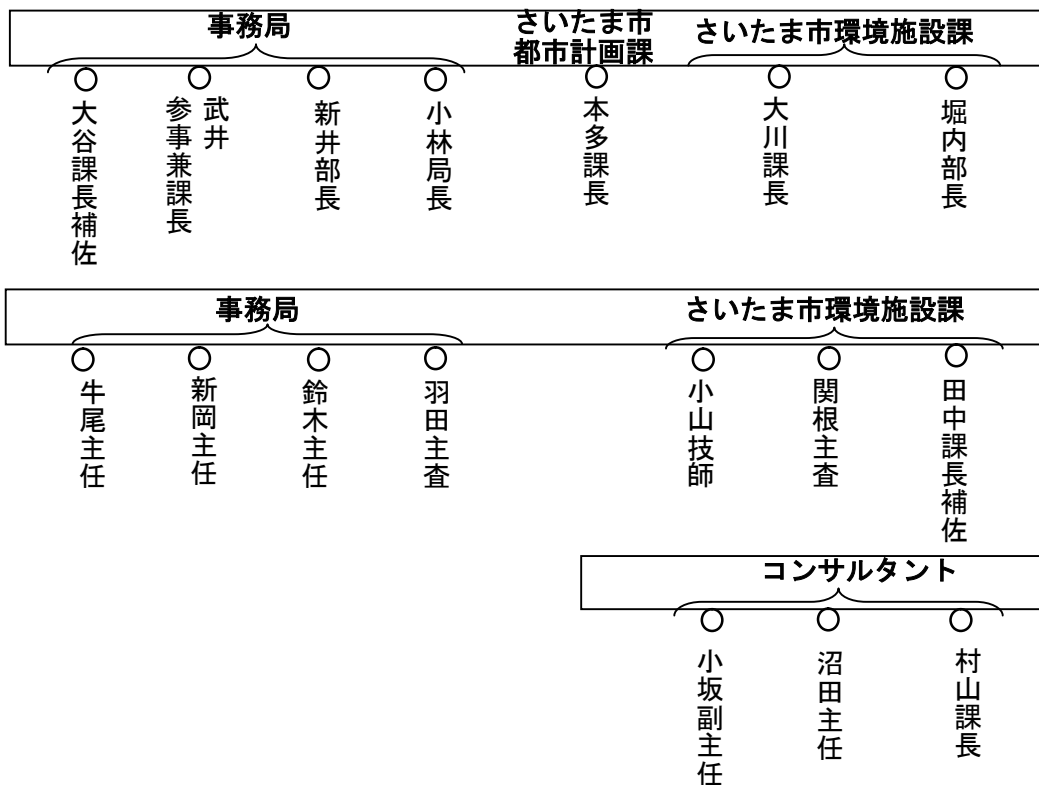 事務局
さいたま市
都市計画課
さいたま市環境施設課
大谷課長補佐
武井
参事兼課長
新井部長
小林局長
本多課長
大川課長
堀内部長
事務局
さいたま市環境施設課
牛尾主任
新岡主任
鈴木主任
羽田主査
小山技師
関根主査
田中課長補佐
コンサルタント
小坂副主任
沼田主任
村山課長